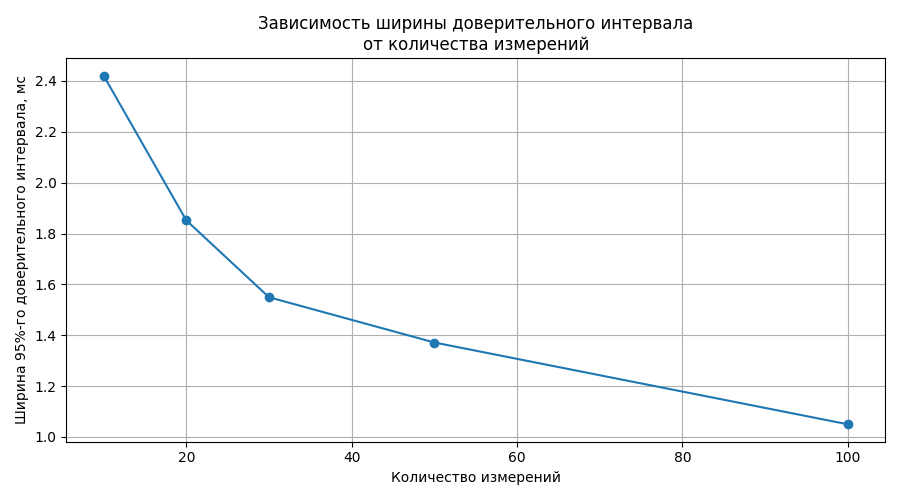 Зависимость ширины доверительного интервала
от количества измерений
Ширина 95%-го доверительного интервала, мс
2.4
2.2
2.0
1.8
1.6
1.4
1.2
1.0
20 40 60 80 100
Количество измерений